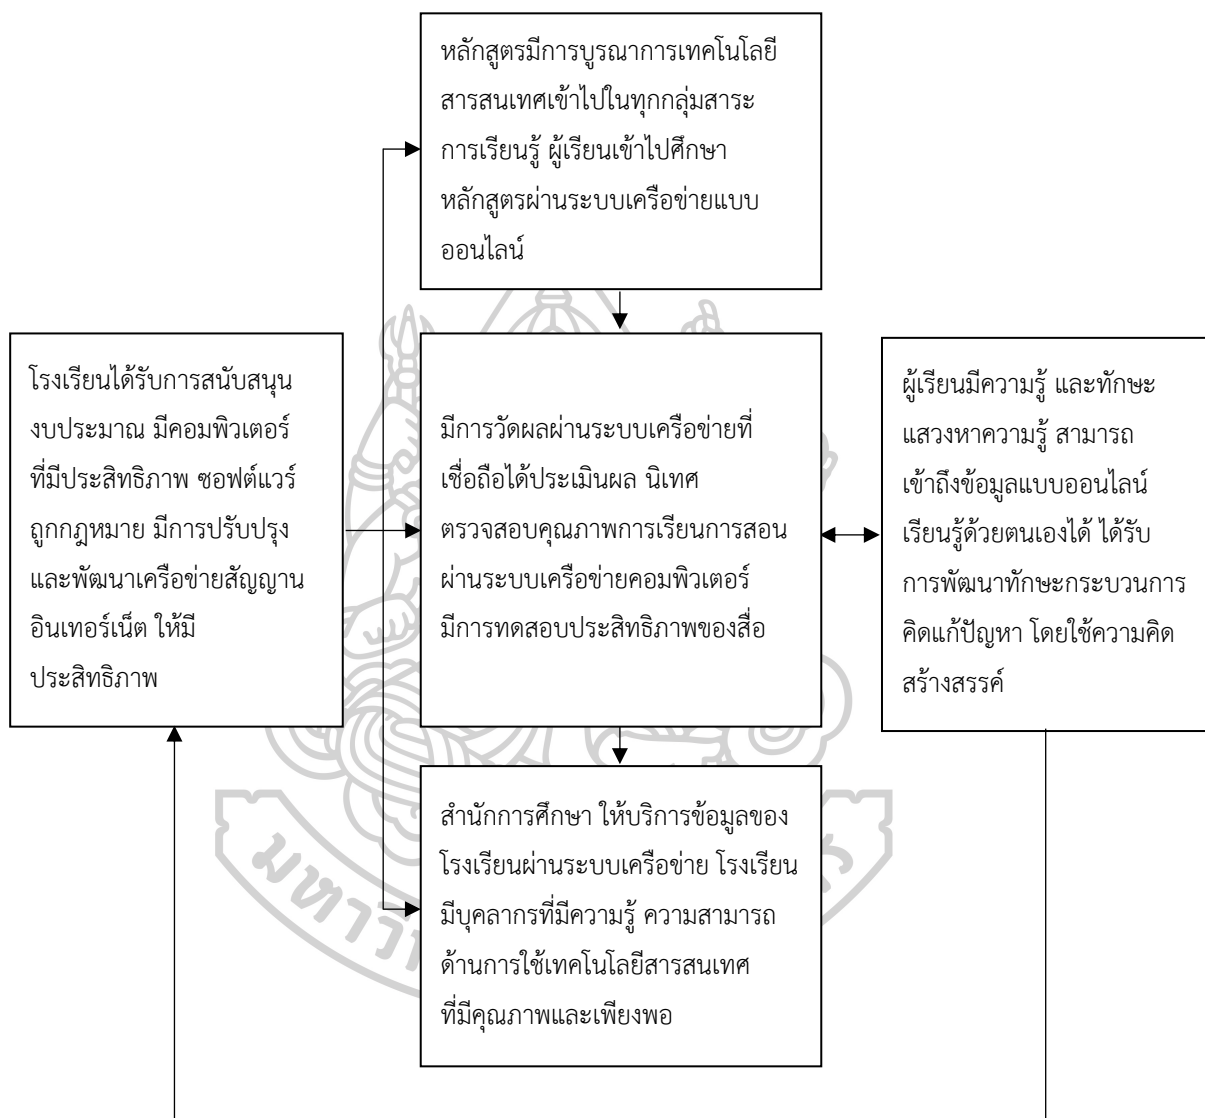 หลักสูตรมีการบูรณาการเทคโนโลยี
สารสนเทศเข้าไปในทุกกลุ่มสาระ
การเรียนรู้ ผู้เรียนเข้าไปศึกษา
หลักสูตรผ่านระบบเครือข่ายแบบ
ออนไลน์
โรงเรียนได้รับการสนับสนุน
งบประมาณ มีคอมพิวเตอร์
ที่มีประสิทธิภาพ ซอฟต์แวร์
ถูกกฎหมาย มีการปรับปรุง
และพัฒนาเครือข่ายสัญญาน
อินเทอร์เน็ต ให้มี
ประสิทธิภาพ
มีการวัดผลผ่านระบบเครือข่ายที่
เชื่อถือได้ประเมินผล นิเทศ
ตรวจสอบคุณภาพการเรียนการสอน
ผ่านระบบเครือข่ายคอมพิวเตอร์
มีการทดสอบประสิทธิภาพของสื่อ
ผู้เรียนมีความรู้ และทักษะ
แสวงหาความรู้ สามารถ
เข้าถึงข้อมูลแบบออนไลน์
เรียนรู้ด้วยตนเองได้ ได้รับ
การพัฒนาทักษะกระบวนการ
คิดแก้ปัญหา โดยใช้ความคิด
สร้างสรรค์
สำนักการศึกษา ให้บริการข้อมูลของ
โรงเรียนผ่านระบบเครือข่าย โรงเรียน
มีบุคลากรที่มีความรู้ ความสามารถ
ด้านการใช้เทคโนโลยีสารสนเทศ
ที่มีคุณภาพและเพียงพอ